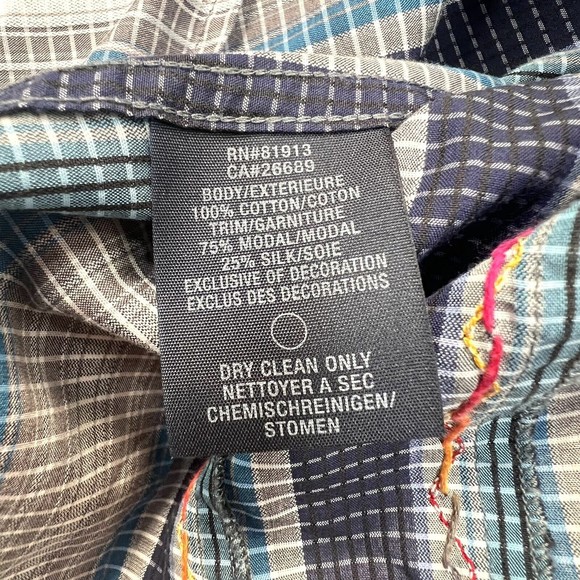 RN#81913
CA#26689
BODY/EXTERIEURE
100% COTTON/COTON
TRIM/GARNITURE
75% MODAL/MODAL
25% SILK/SOIE
EXCLUSIVE OF DECORATION
EXCLUS DES DECORATIONS
DRY CLEAN ONLY
NETTOYER A SEC
CHEMISCHREINIGEN/
STOMEN